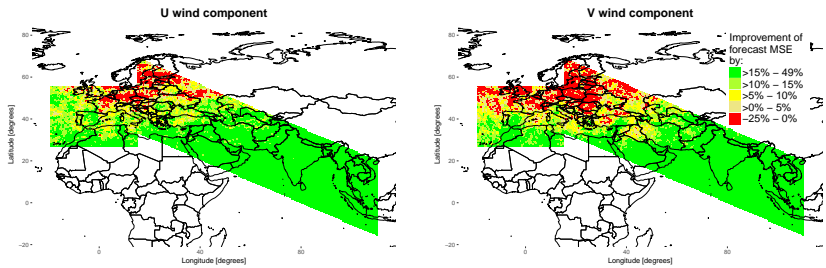 U wind component
V wind component
80
60
40
20
0
−20
Latitude [degrees]
0
40
80
Longitude [degrees]
80
60
40
20
0
−20
Latitude [degrees]
0
40
80
Longitude [degrees]
Improvement of
forecast MSE
by:
>15% − 49%
>10% − 15%
>5% − 10%
>0% − 5%
−25% − 0%